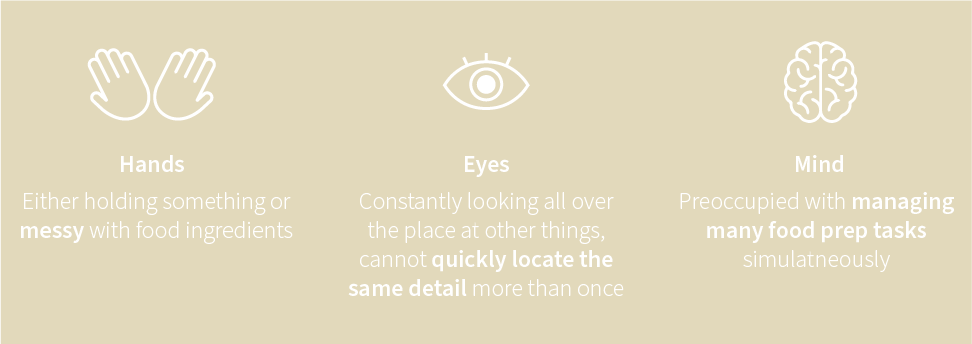 Hands
Either holding something or
messy with food ingredients
Eyes
Constantly looking all over
the place at other things,
cannot quickly locate the
same detail more than once
Mind
Preoccupied with managing
many food prep tasks
simulatneously